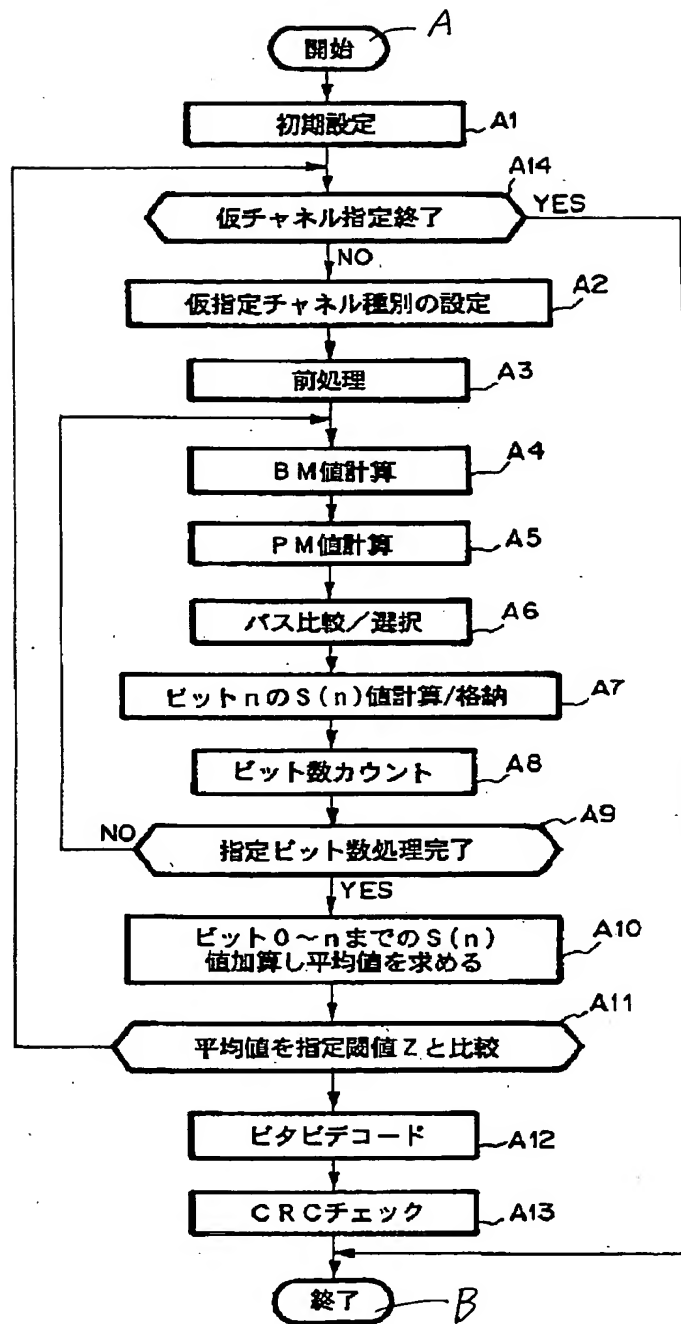 開始 A
初期設定 A1
A14
仮チャネル指定終了 YES
NO
仮指定チャネル種別の設定 A2
前処理 A3
BM値計算 A4
PM値計算 A5
パス比較/選択 A6
ビットnのS(n)値計算/格納 A7
ビット数カウント A8
NO A9
指定ビット数処理完了
YES
ビット0~nまでのS(n)
値加算し平均値を求める A10
A11
平均値を指定閾値Zと比較
ビタビデコード A12
CRCチェック A13
終了 B